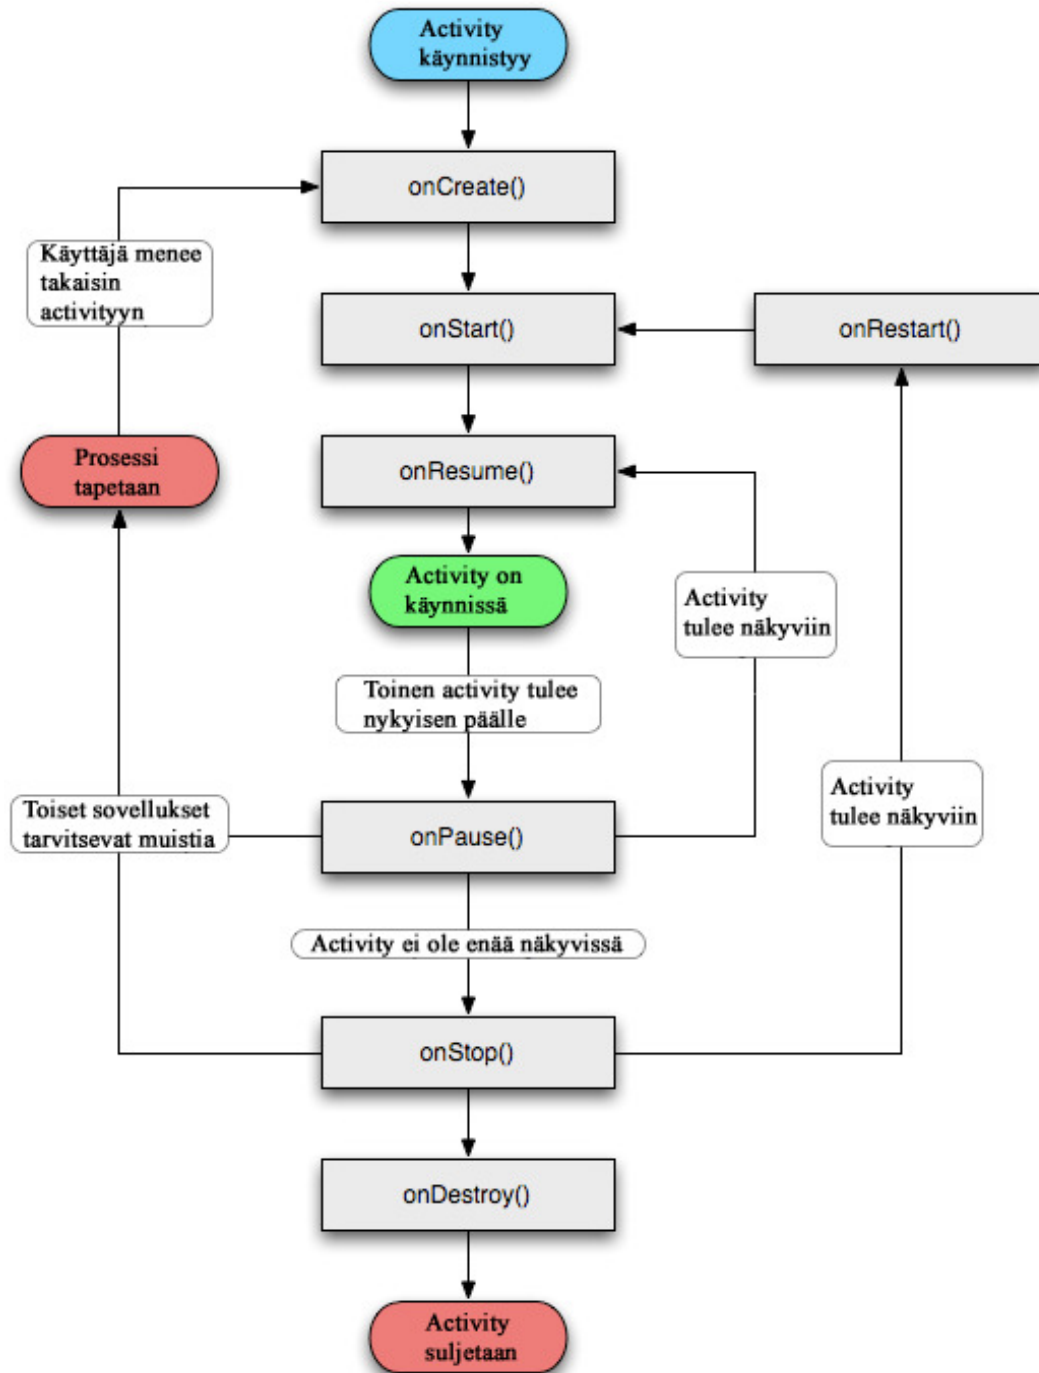 Activity
käynnistyy
onCreate()
Käyttäjä menee
takaisin
activityyn
onStart()
onRestart()
Prosessi
tapetaan
onResume()
Activity on
käynnissä
Activity
tulee näkyviin
Toinen activity tulee
nykyisen päälle
Activity
tulee näkyviin
Toiset sovellukset
tarvitsevat muistia
onPause()
Activity ei ole enää näkyvissä
onStop()
onDestroy()
Activity
suljetaan